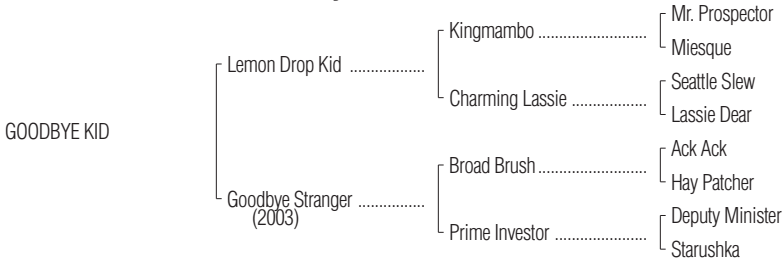 Mr. Prospector
Kingmambo ..........................
Miesque
Lemon Drop Kid ..................
Seattle Slew
Charming Lassie ..................
Lassie Dear
GOODBYE KID
Ack Ack
Broad Brush ..........................
Hay Patcher
Goodbye Stranger ................
(2003)
Deputy Minister
Prime Investor ......................
Starushka